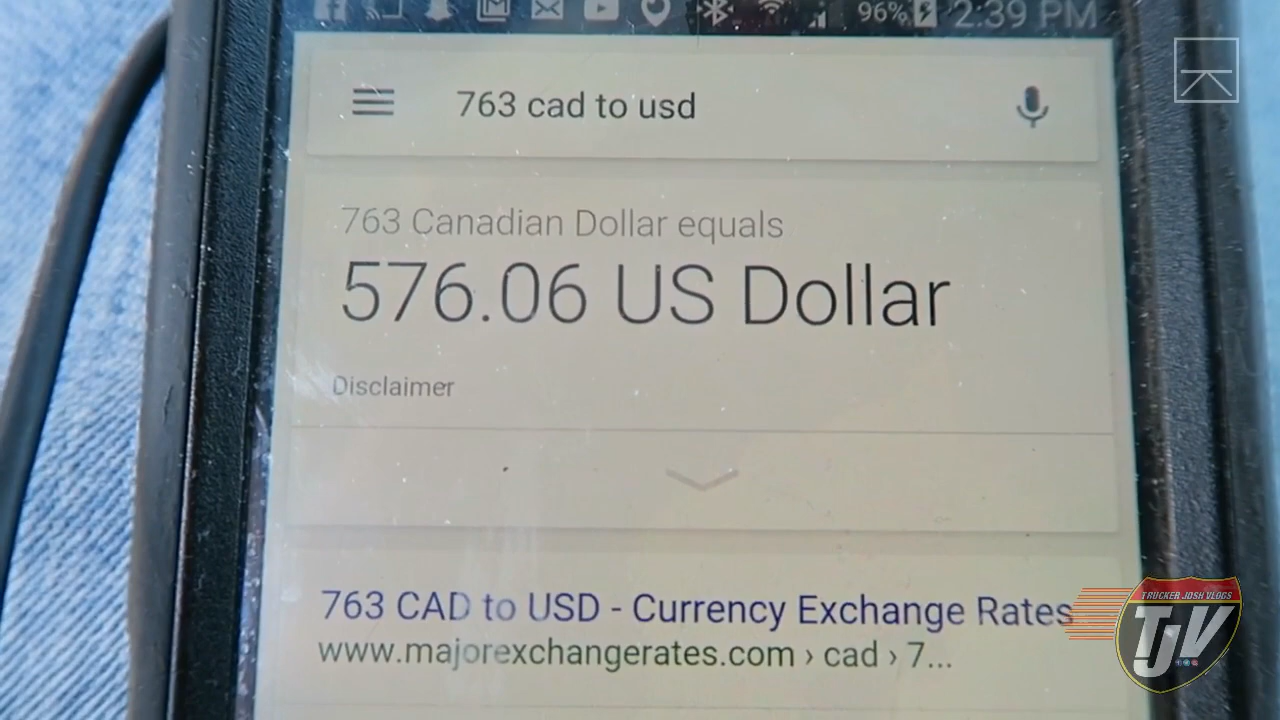 96% 2:39 PM
763 cad to usd
763 Canadian Dollar equals
576.06 US Dollar
Disclaimer
763 CAD to USD - Currency Exchange Rates
www.majorexchangerates.com › cad › 7...
TRUCKER JOSH VLOGS
TJV